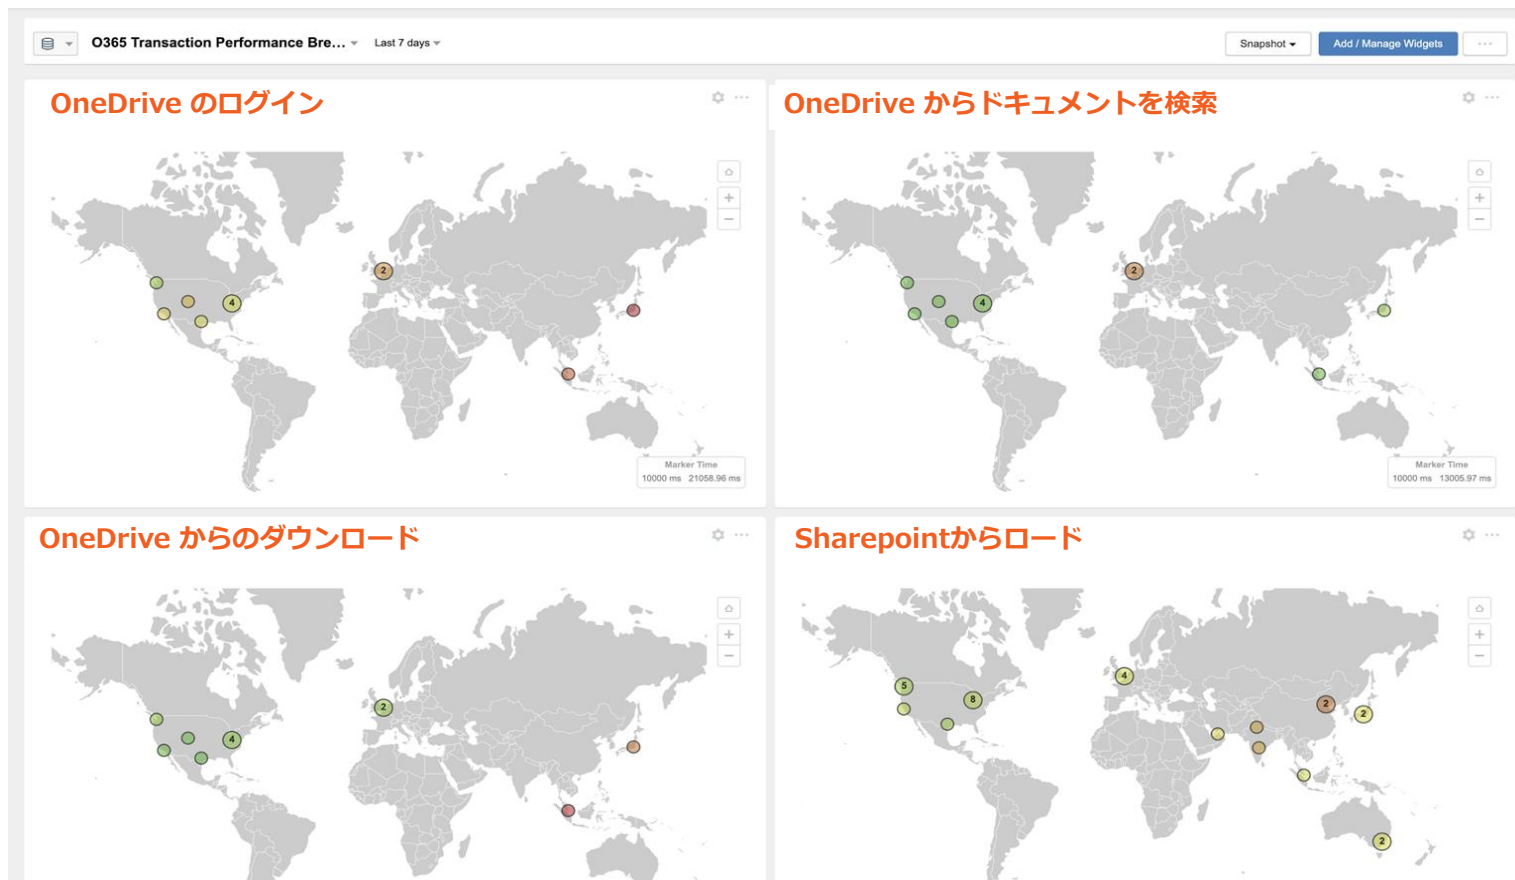 O365 Transaction Performance Bre...
Last 7 days
Snapshot
Add / Manage Widgets
OneDrive のログイン
OneDrive からドキュメントを検索
2
4
Marker Time
10000 ms 21058.96 ms
2
4
Marker Time
10000 ms 13005.97 ms
OneDrive からのダウンロード
Sharepointからロード
2
4
4
5
8
2
2
2